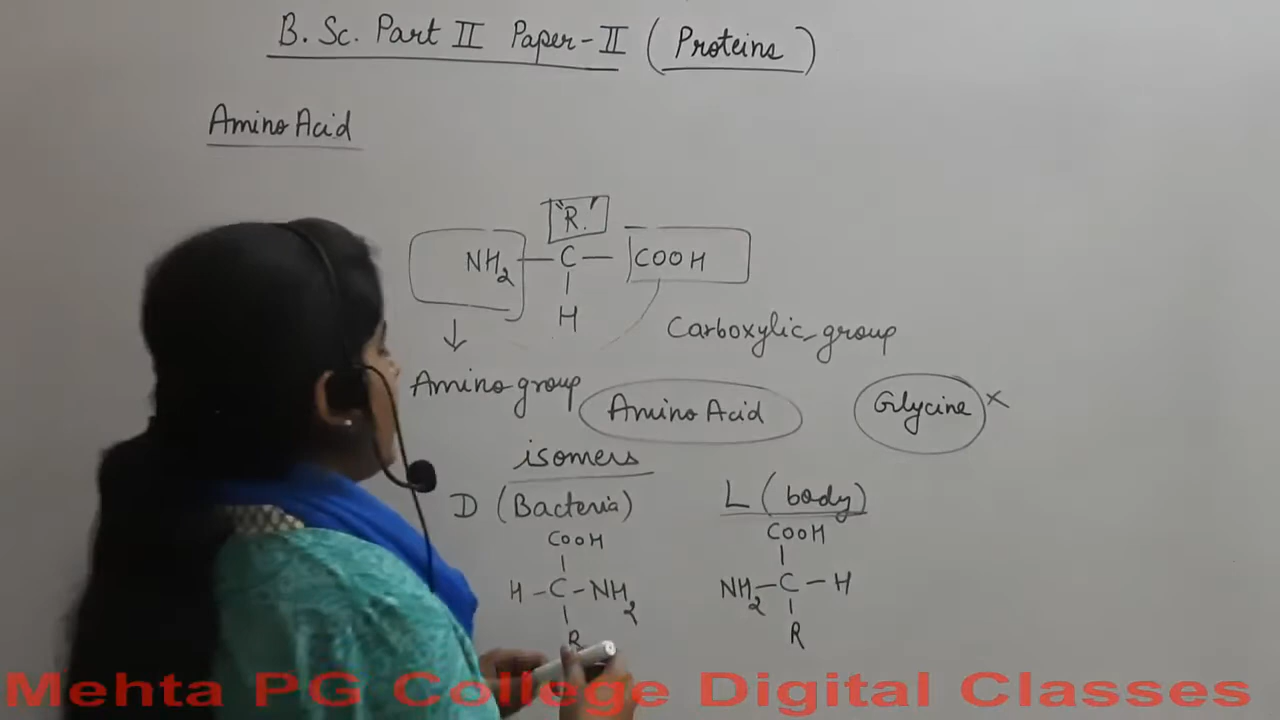 B. Sc. Part II Paper-II (Proteins)
Amino Acid
"R."
NH2 — C — COOH
H
Carboxylic group
Amino group
Amino Acid
Glycine ×
isomers
D (Bacteria)
L (body)
COOH
COOH
H – C – NH2
NH2 – C – H
R
R
Mehta PG College Digital Classes